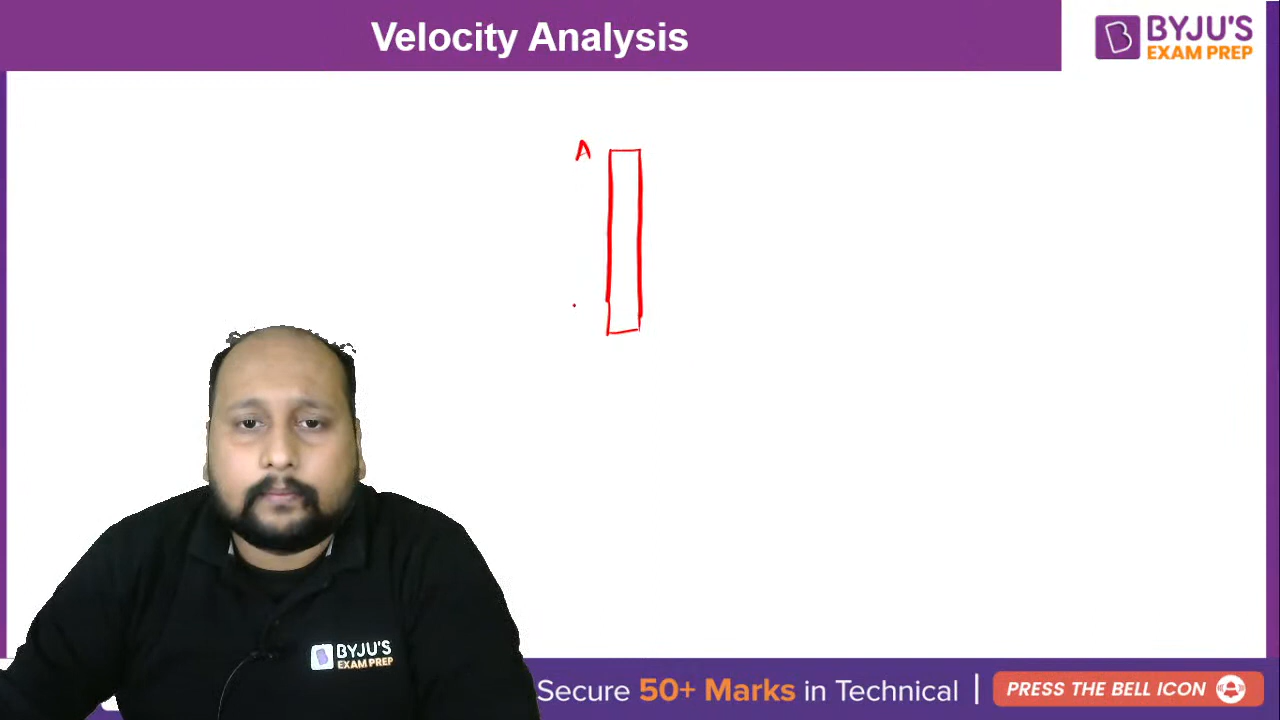 Velocity Analysis
BYJU'S
EXAM PREP
A
BYJU'S
EXAM PREP
Secure 50+ Marks in Technical
PRESS THE BELL ICON